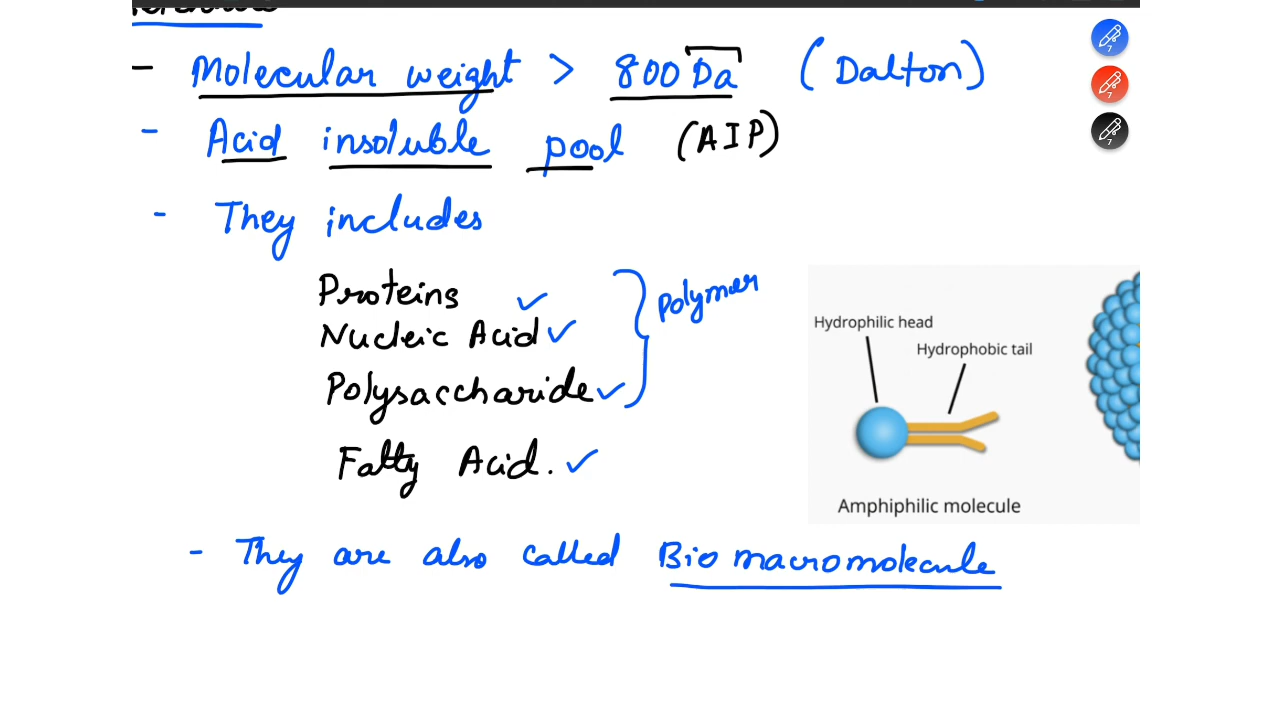 - Molecular weight > 800 Da (Dalton)
- Acid insoluble pool (AIP)
- They includes
Proteins ✓
Nucleic Acid ✓
Polysaccharide ✓
Polymer
Fatty Acid. ✓
Hydrophilic head
Hydrophobic tail
Amphiphilic molecule
- They are also called Bio macromolecule